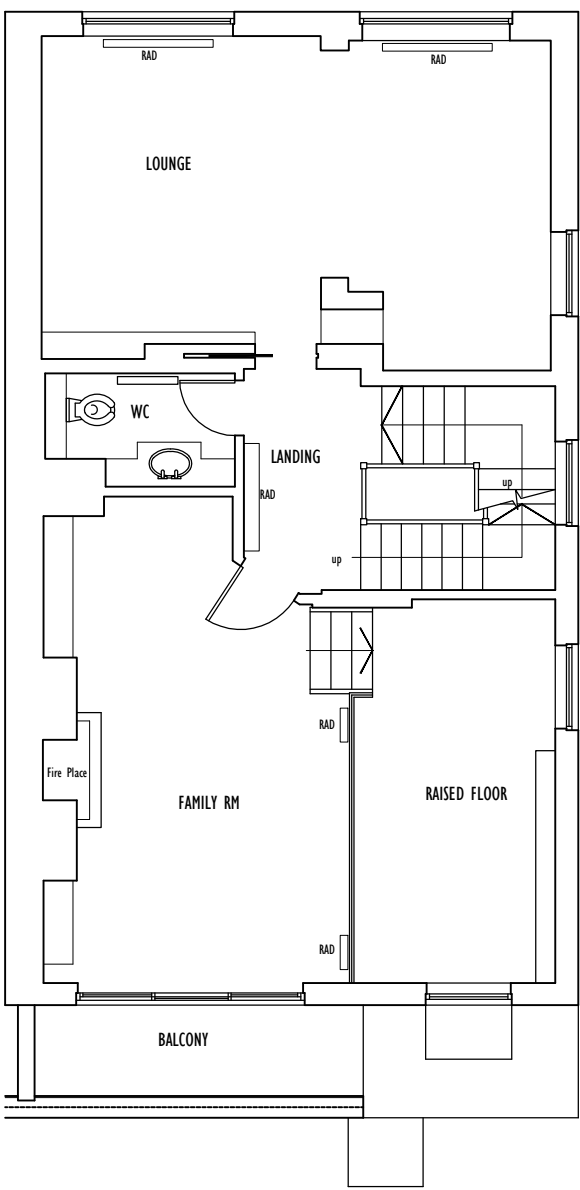 RAD
RAD
LOUNGE
WC
LANDING
up
RAD
up
RAD
Fire Place
RAISED FLOOR
FAMILY RM
RAD
BALCONY